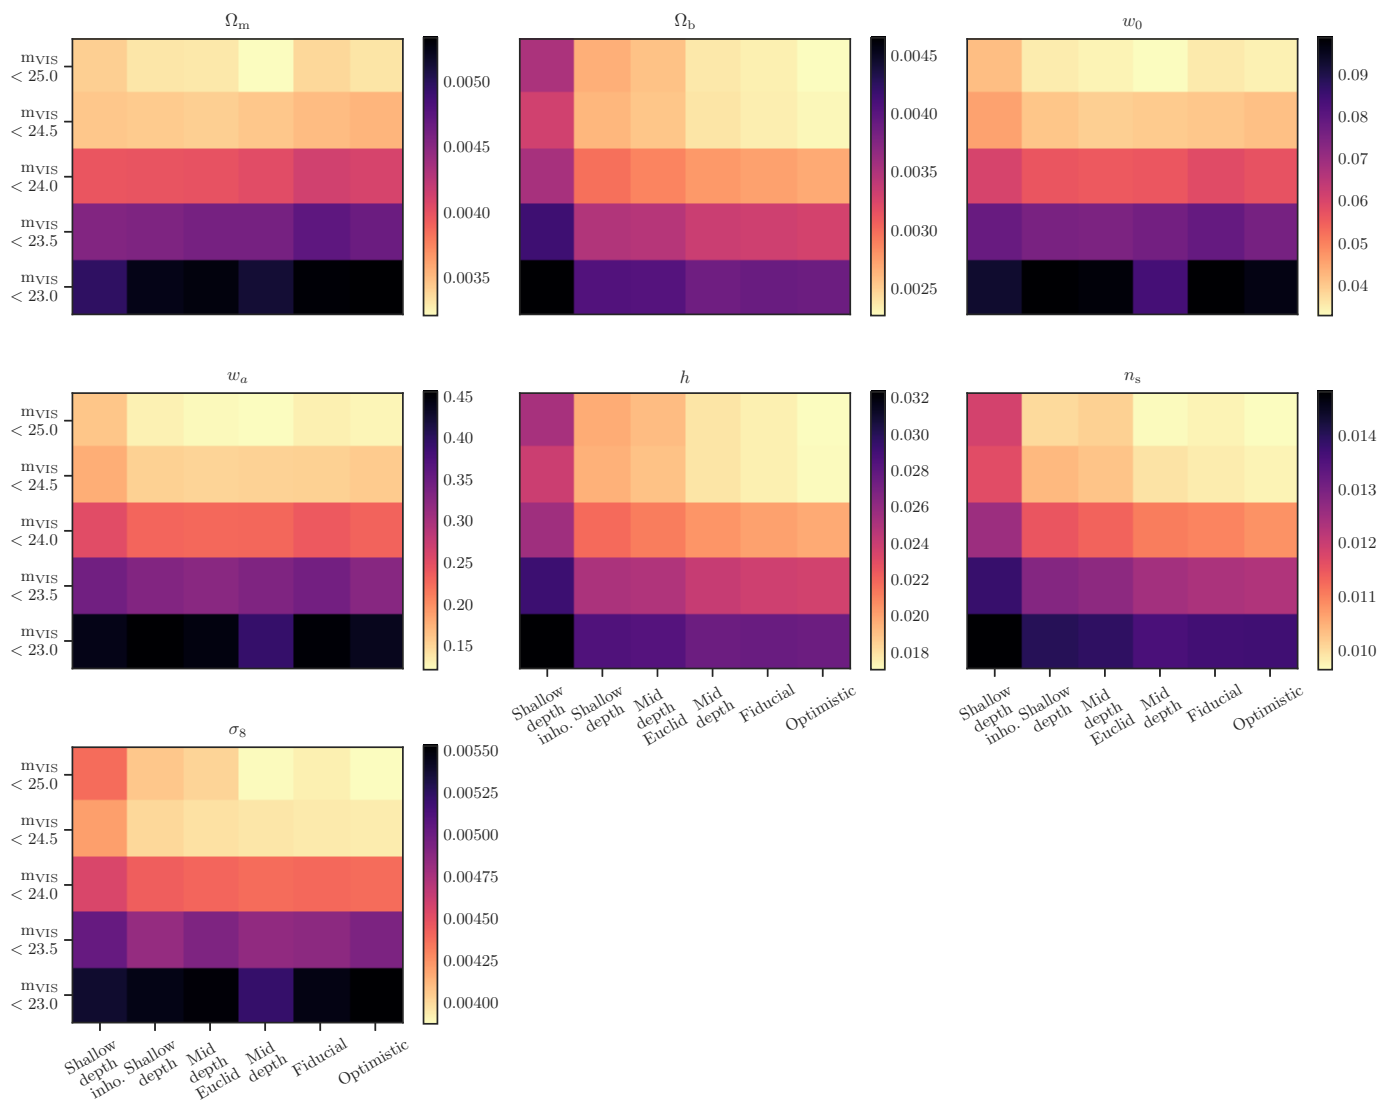 Ωm
mVIS
< 25.0
mVIS
< 24.5
mVIS
< 24.0
mVIS
< 23.5
mVIS
< 23.0
0.0050
0.0045
0.0040
0.0035
Ωb
0.0045
0.0040
0.0035
0.0030
0.0025
w0
0.09
0.08
0.07
0.06
0.05
0.04
wa
mVIS
< 25.0
mVIS
< 24.5
mVIS
< 24.0
mVIS
< 23.5
mVIS
< 23.0
0.45
0.40
0.35
0.30
0.25
0.20
0.15
h
0.032
0.030
0.028
0.026
0.024
0.022
0.020
0.018
Shallow
depth
inho.
Shallow
depth
Mid
depth
Euclid
Mid
depth
Fiducial
Optimistic
ns
0.014
0.013
0.012
0.011
0.010
Shallow
depth
inho.
Shallow
depth
Mid
depth
Euclid
Mid
depth
Fiducial
Optimistic
σ8
mVIS
< 25.0
mVIS
< 24.5
mVIS
< 24.0
mVIS
< 23.5
mVIS
< 23.0
0.00550
0.00525
0.00500
0.00475
0.00450
0.00425
0.00400
Shallow
depth
inho.
Shallow
depth
Mid
depth
Euclid
Mid
depth
Fiducial
Optimistic